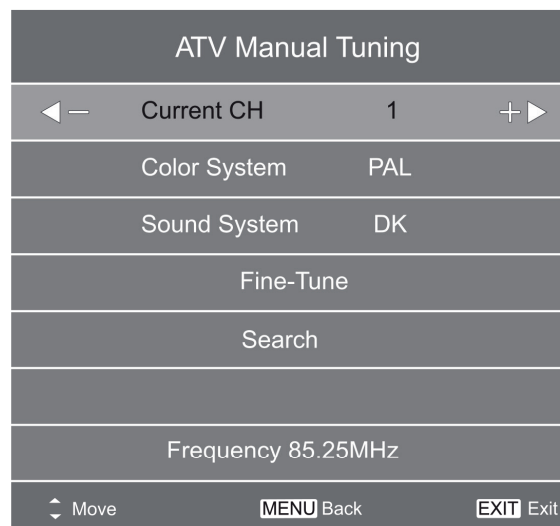 ATV Manual Tuning
Current CH 1
Color System PAL
Sound System DK
Fine-Tune
Search
Frequency 85.25MHz
Move MENU Back EXIT Exit